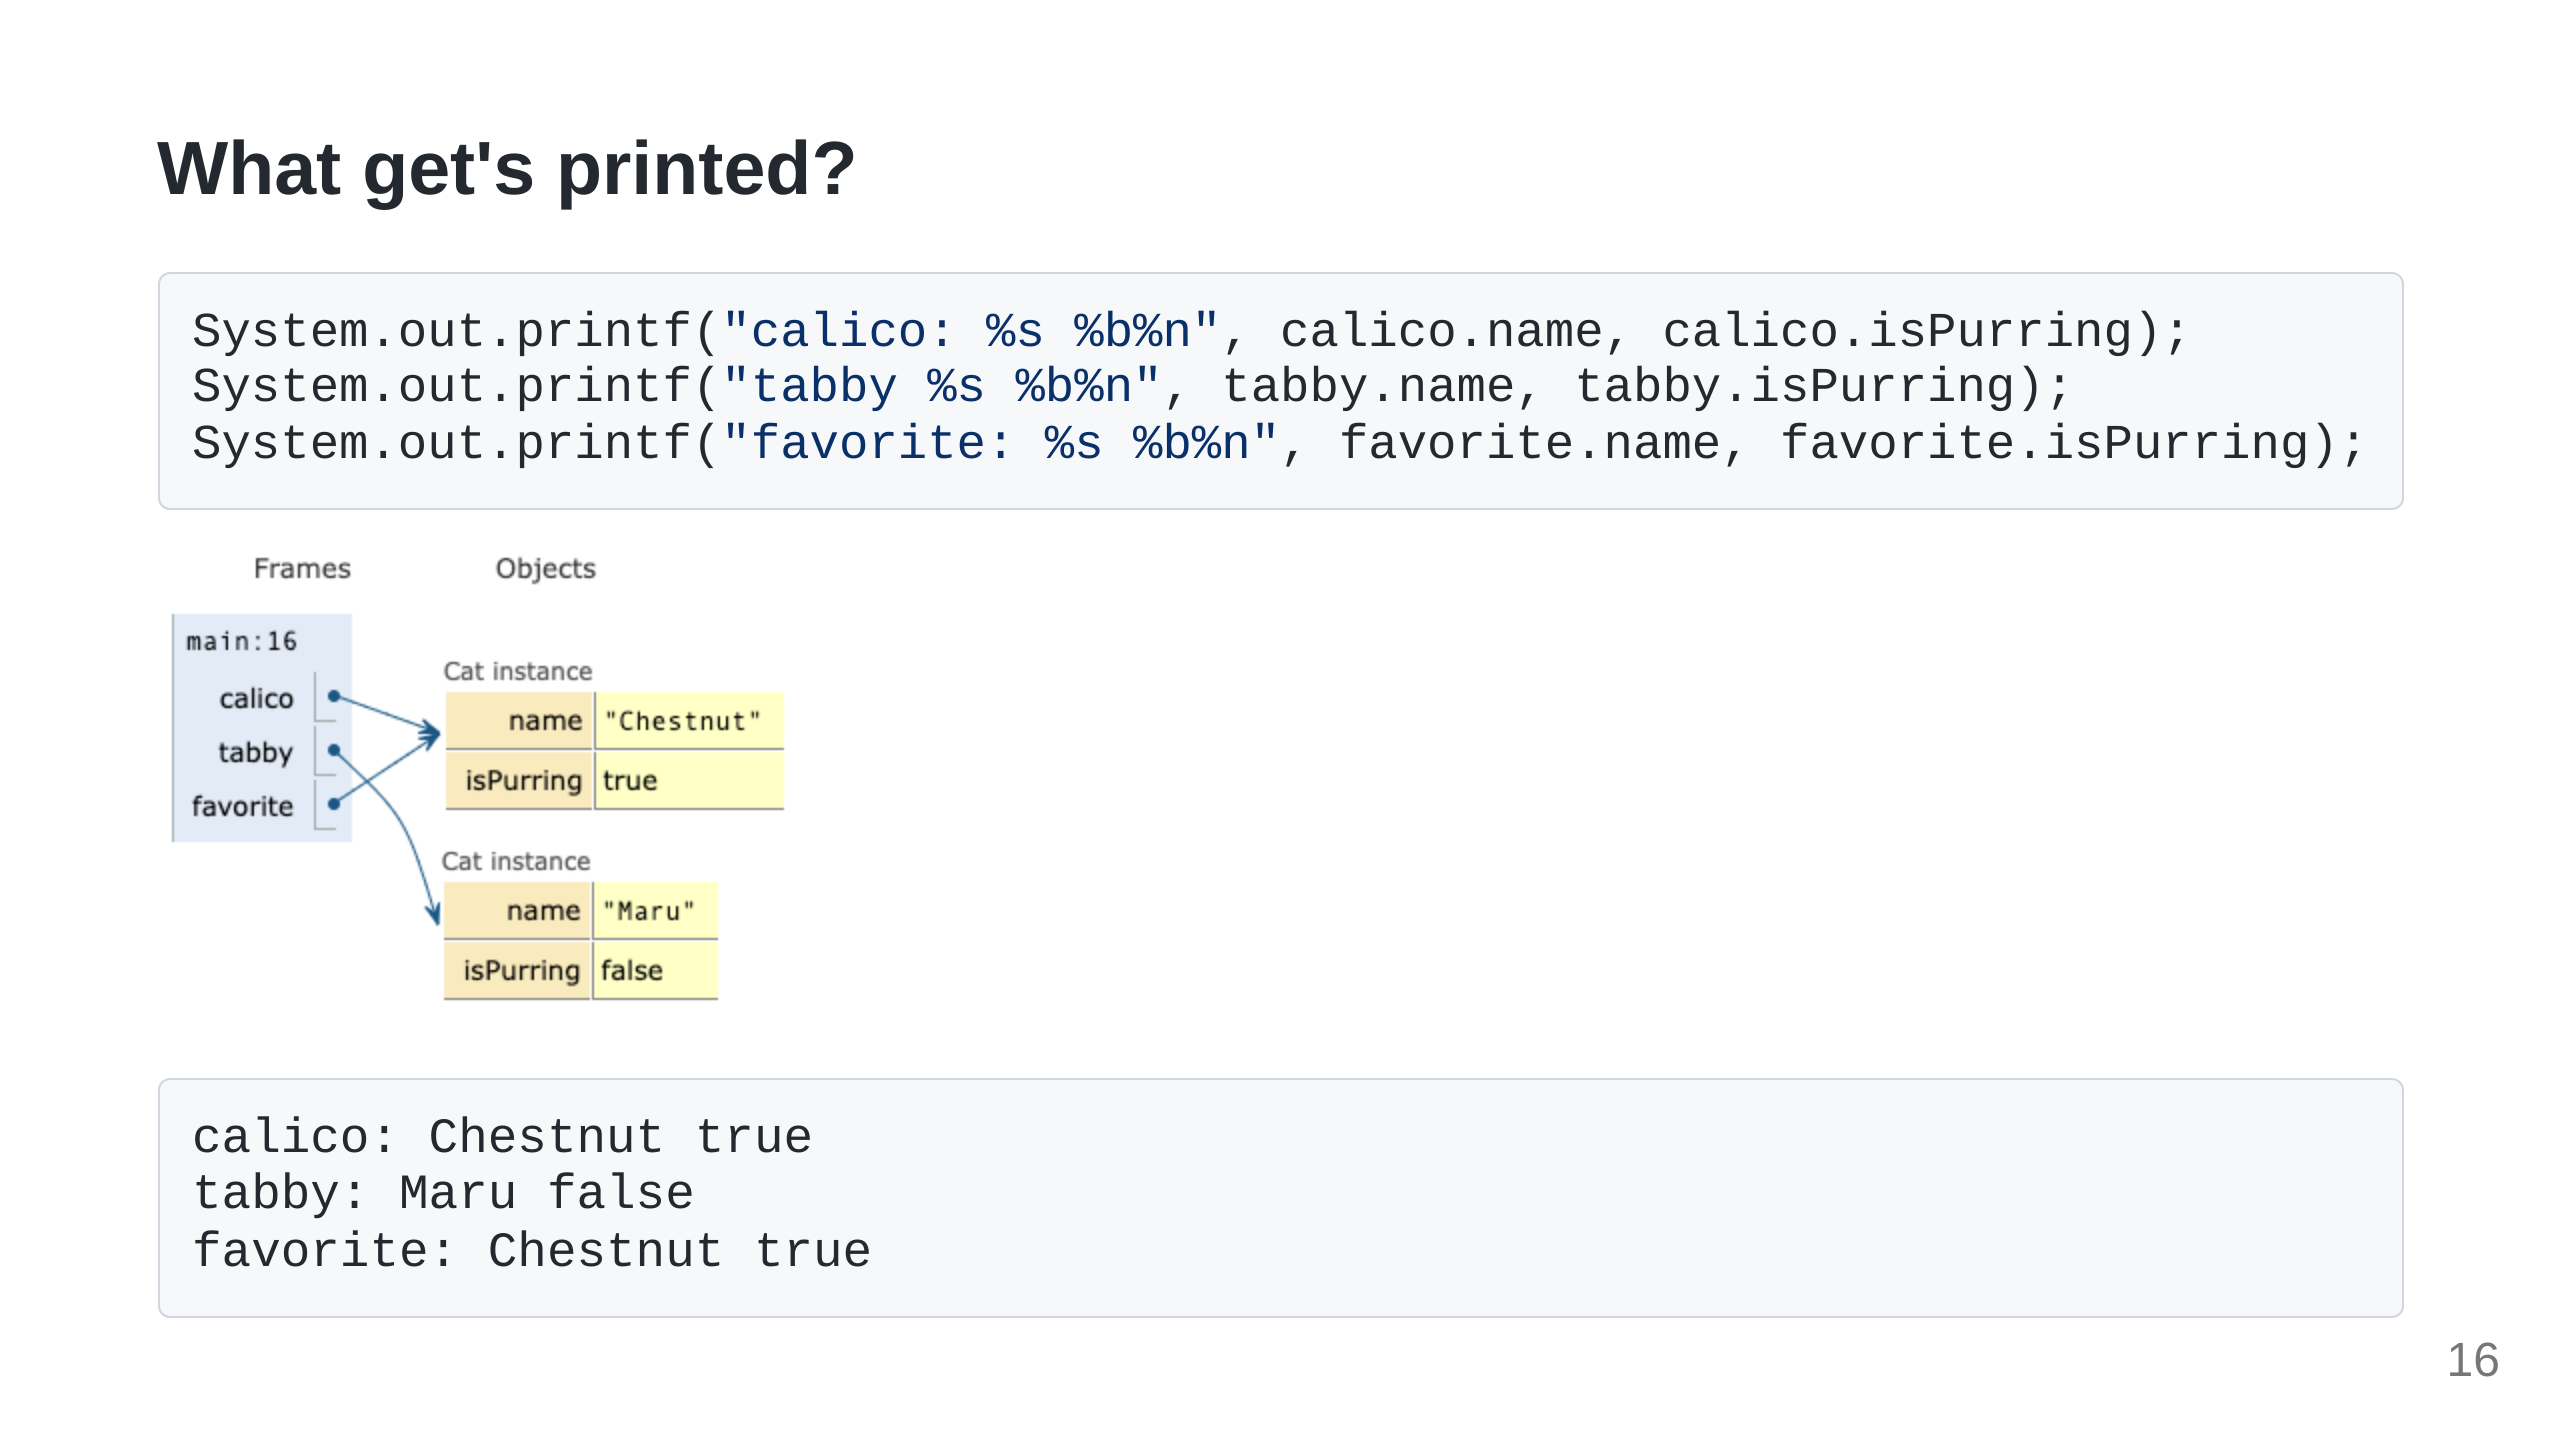 What get's printed?
System.out.printf("calico: %s %b%n", calico.name, calico.isPurring);
System.out.printf("tabby %s %b%n", tabby.name, tabby.isPurring);
System.out.printf("favorite: %s %b%n", favorite.name, favorite.isPurring);
Frames Objects
main:16
calico
tabby
favorite
Cat instance
name "Chestnut"
isPurring true
Cat instance
name "Maru"
isPurring false
calico: Chestnut true
tabby: Maru false
favorite: Chestnut true
16